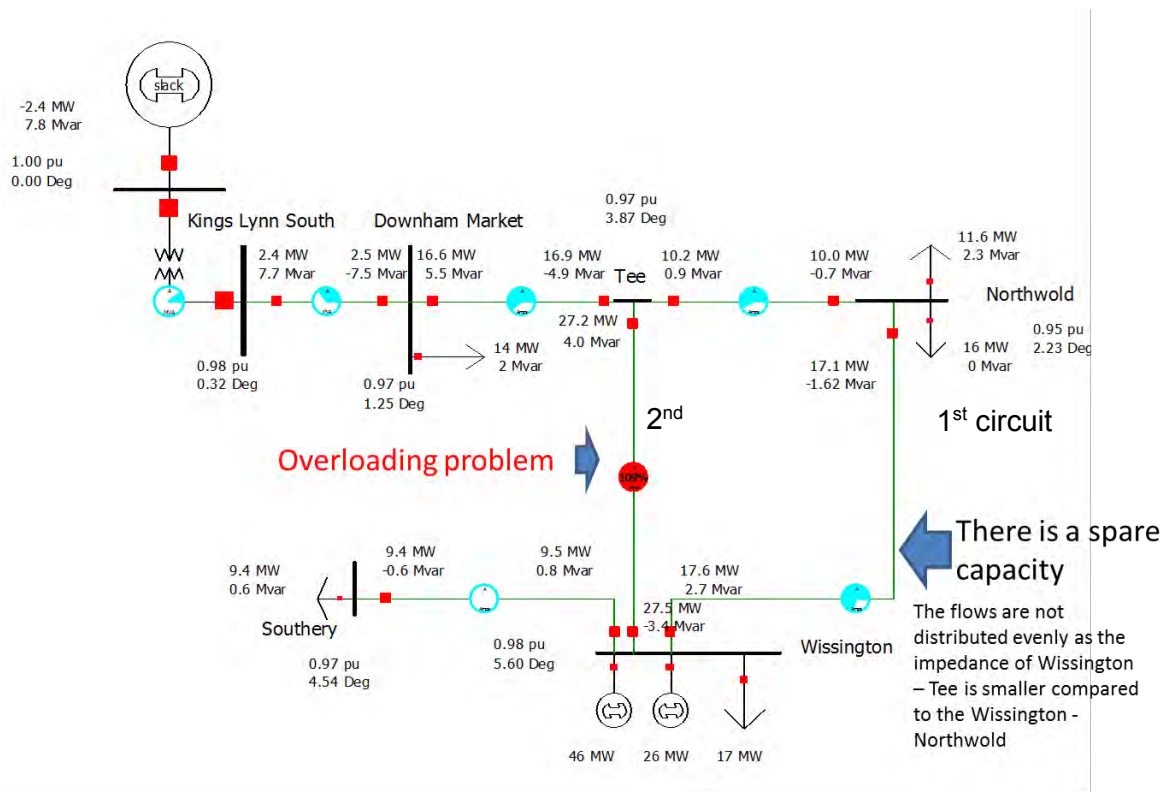 slack
-2.4 MW
7.8 Mvar
1.00 pu
0.00 Deg
Kings Lynn South
Downham Market
0.97 pu
3.87 Deg
2.4 MW
7.7 Mvar
2.5 MW
-7.5 Mvar
16.6 MW
5.5 Mvar
16.9 MW
-4.9 Mvar
Tee
10.2 MW
0.9 Mvar
10.0 MW
-0.7 Mvar
11.6 MW
2.3 Mvar
Northwold
A
MVA
27.2 MW
4.0 Mvar
0.95 pu
2.23 Deg
16 MW
0 Mvar
14 MW
2 Mvar
0.98 pu
0.32 Deg
0.97 pu
1.25 Deg
17.1 MW
-1.62 Mvar
2nd
1st circuit
Overloading problem
109%
There is a spare
capacity
9.4 MW
0.6 Mvar
9.4 MW
-0.6 Mvar
9.5 MW
0.8 Mvar
17.6 MW
2.7 Mvar
27.5 MW
-3.4 Mvar
Southery
0.97 pu
4.54 Deg
0.98 pu
5.60 Deg
Wissington
The flows are not
distributed evenly as the
impedance of Wissington
– Tee is smaller compared
to the Wissington -
Northwold
46 MW
26 MW
17 MW